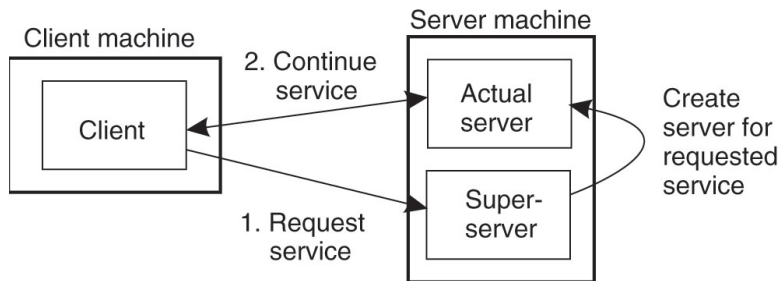 Client machine
Client
2. Continue
service
1. Request
service
Server machine
Actual
server
Super-
server
Create
server for
requested
service